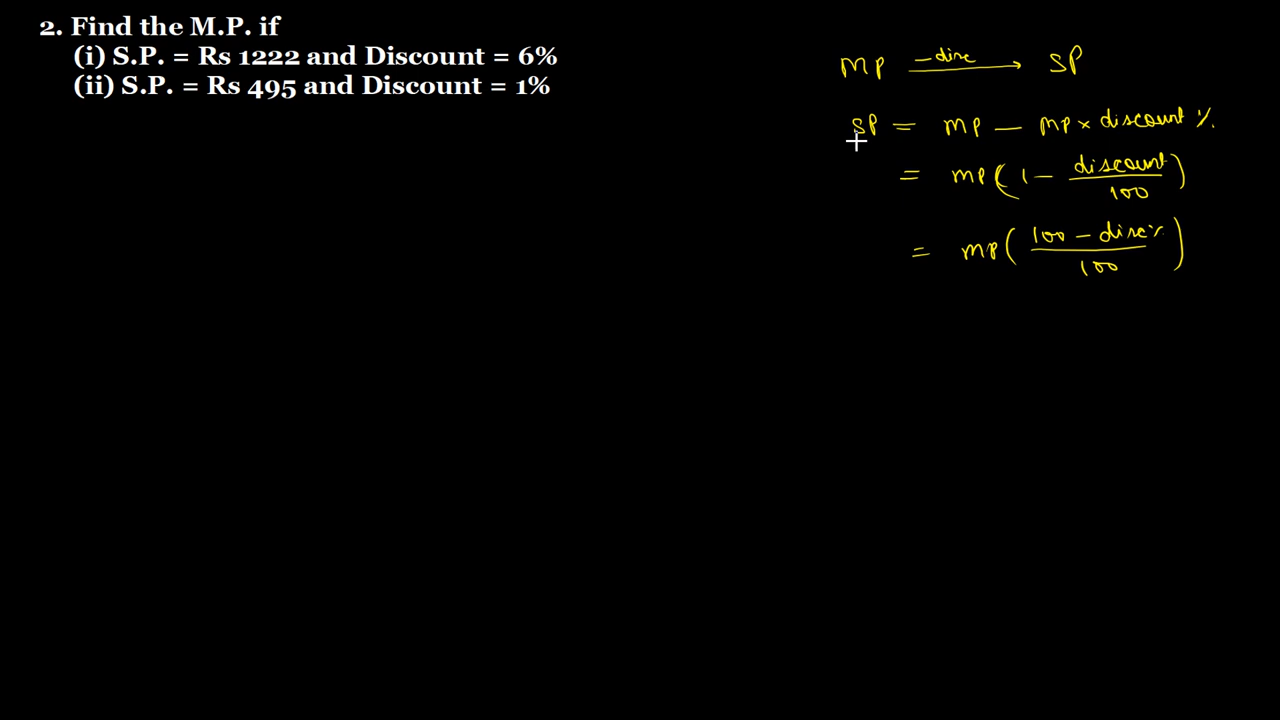 2. Find the M.P. if
(i) S.P. = Rs 1222 and Discount = 6%
(ii) S.P. = Rs 495 and Discount = 1%
MP —disc→ SP
SP = MP — MP × discount %
= MP (1 — discount/100)
= MP (100 — disc%/100)